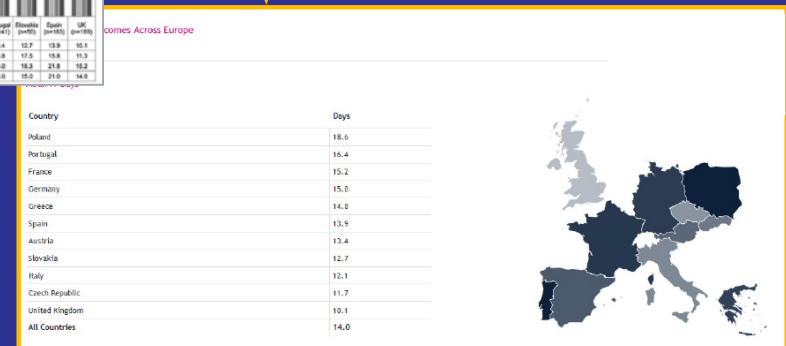 Slovakia Spain UK
(n=50) (n=183) (n=169)
12.7 13.9 10.1
17.5 15.8 11.3
18.3 21.8 15.2
15.0 21.0 14.8
comes Across Europe
Country Days
Poland 18.6
Portugal 16.4
France 15.2
Germany 15.0
Greece 14.8
Spain 13.9
Austria 13.4
Slovakia 12.7
Italy 12.1
Czech Republic 11.7
United Kingdom 10.1
All Countries 14.0